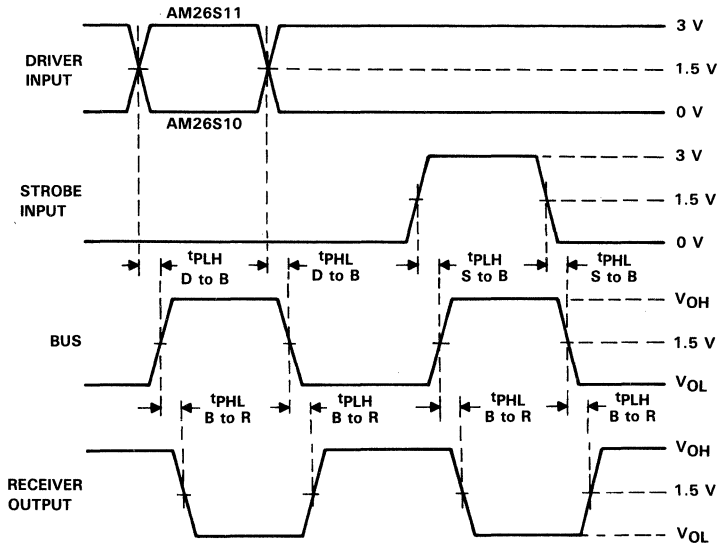 AM26S11
3 V
DRIVER
INPUT
1.5 V
0 V
AM26S10
3 V
STROBE
INPUT
1.5 V
0 V
tPLH
D to B
tPHL
D to B
tPLH
S to B
tPHL
S to B
VOH
BUS
1.5 V
VOL
tPHL
B to R
tPLH
B to R
tPHL
B to R
tPLH
B to R
VOH
RECEIVER
OUTPUT
1.5 V
VOL